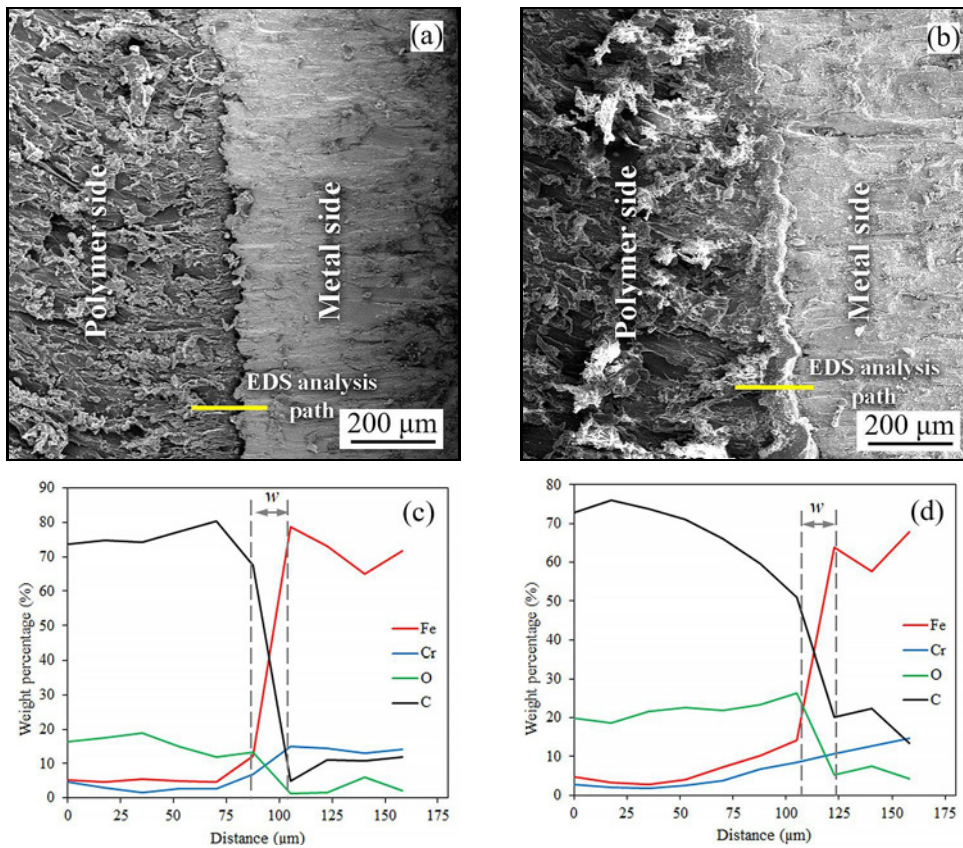 (a)
Polymer side
Metal side
EDS analysis
path
200 μm
(b)
Polymer side
Metal side
EDS analysis
path
200 μm
(c)
w
90
80
70
60
50
40
30
20
10
0
Weight percentage (%)
Fe
Cr
O
C
0 25 50 75 100 125 150 175
Distance (μm)
(d)
w
80
70
60
50
40
30
20
10
0
Weight percentage (%)
Fe
Cr
O
C
0 25 50 75 100 125 150 175
Distance (μm)